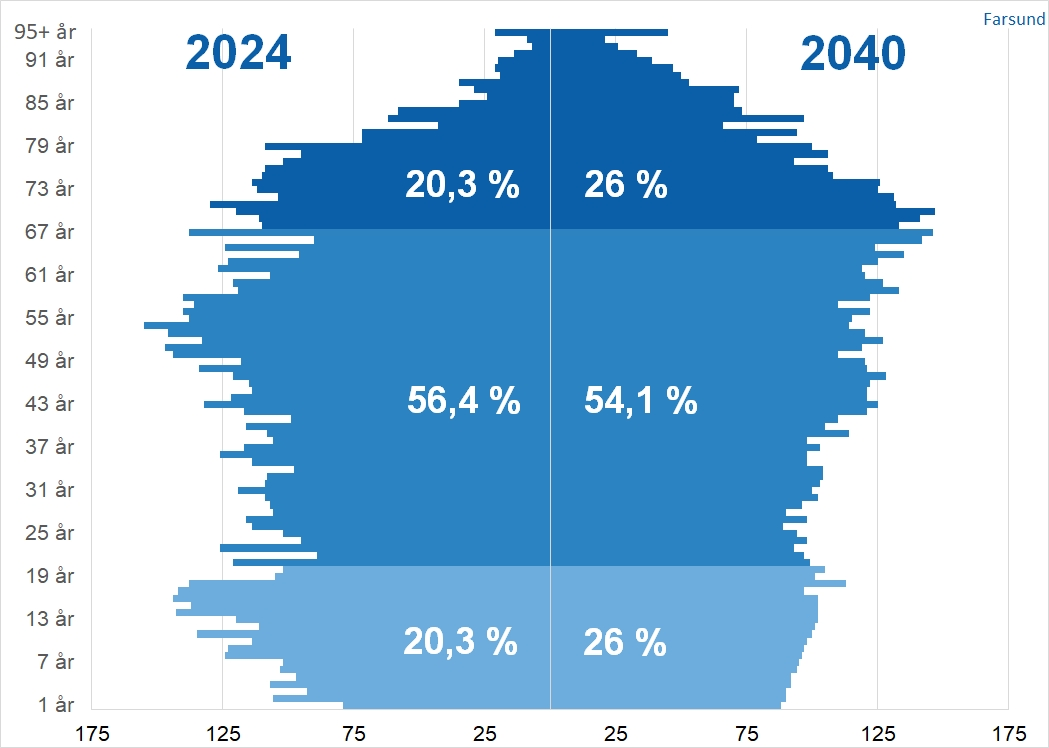 Farsund
2024 2040
95+ år
91 år
85 år
79 år
73 år
20,3 % 26 %
67 år
61 år
55 år
49 år
43 år
56,4 % 54,1 %
37 år
31 år
25 år
19 år
13 år
20,3 % 26 %
7 år
1 år
175 125 75 25 25 75 125 175